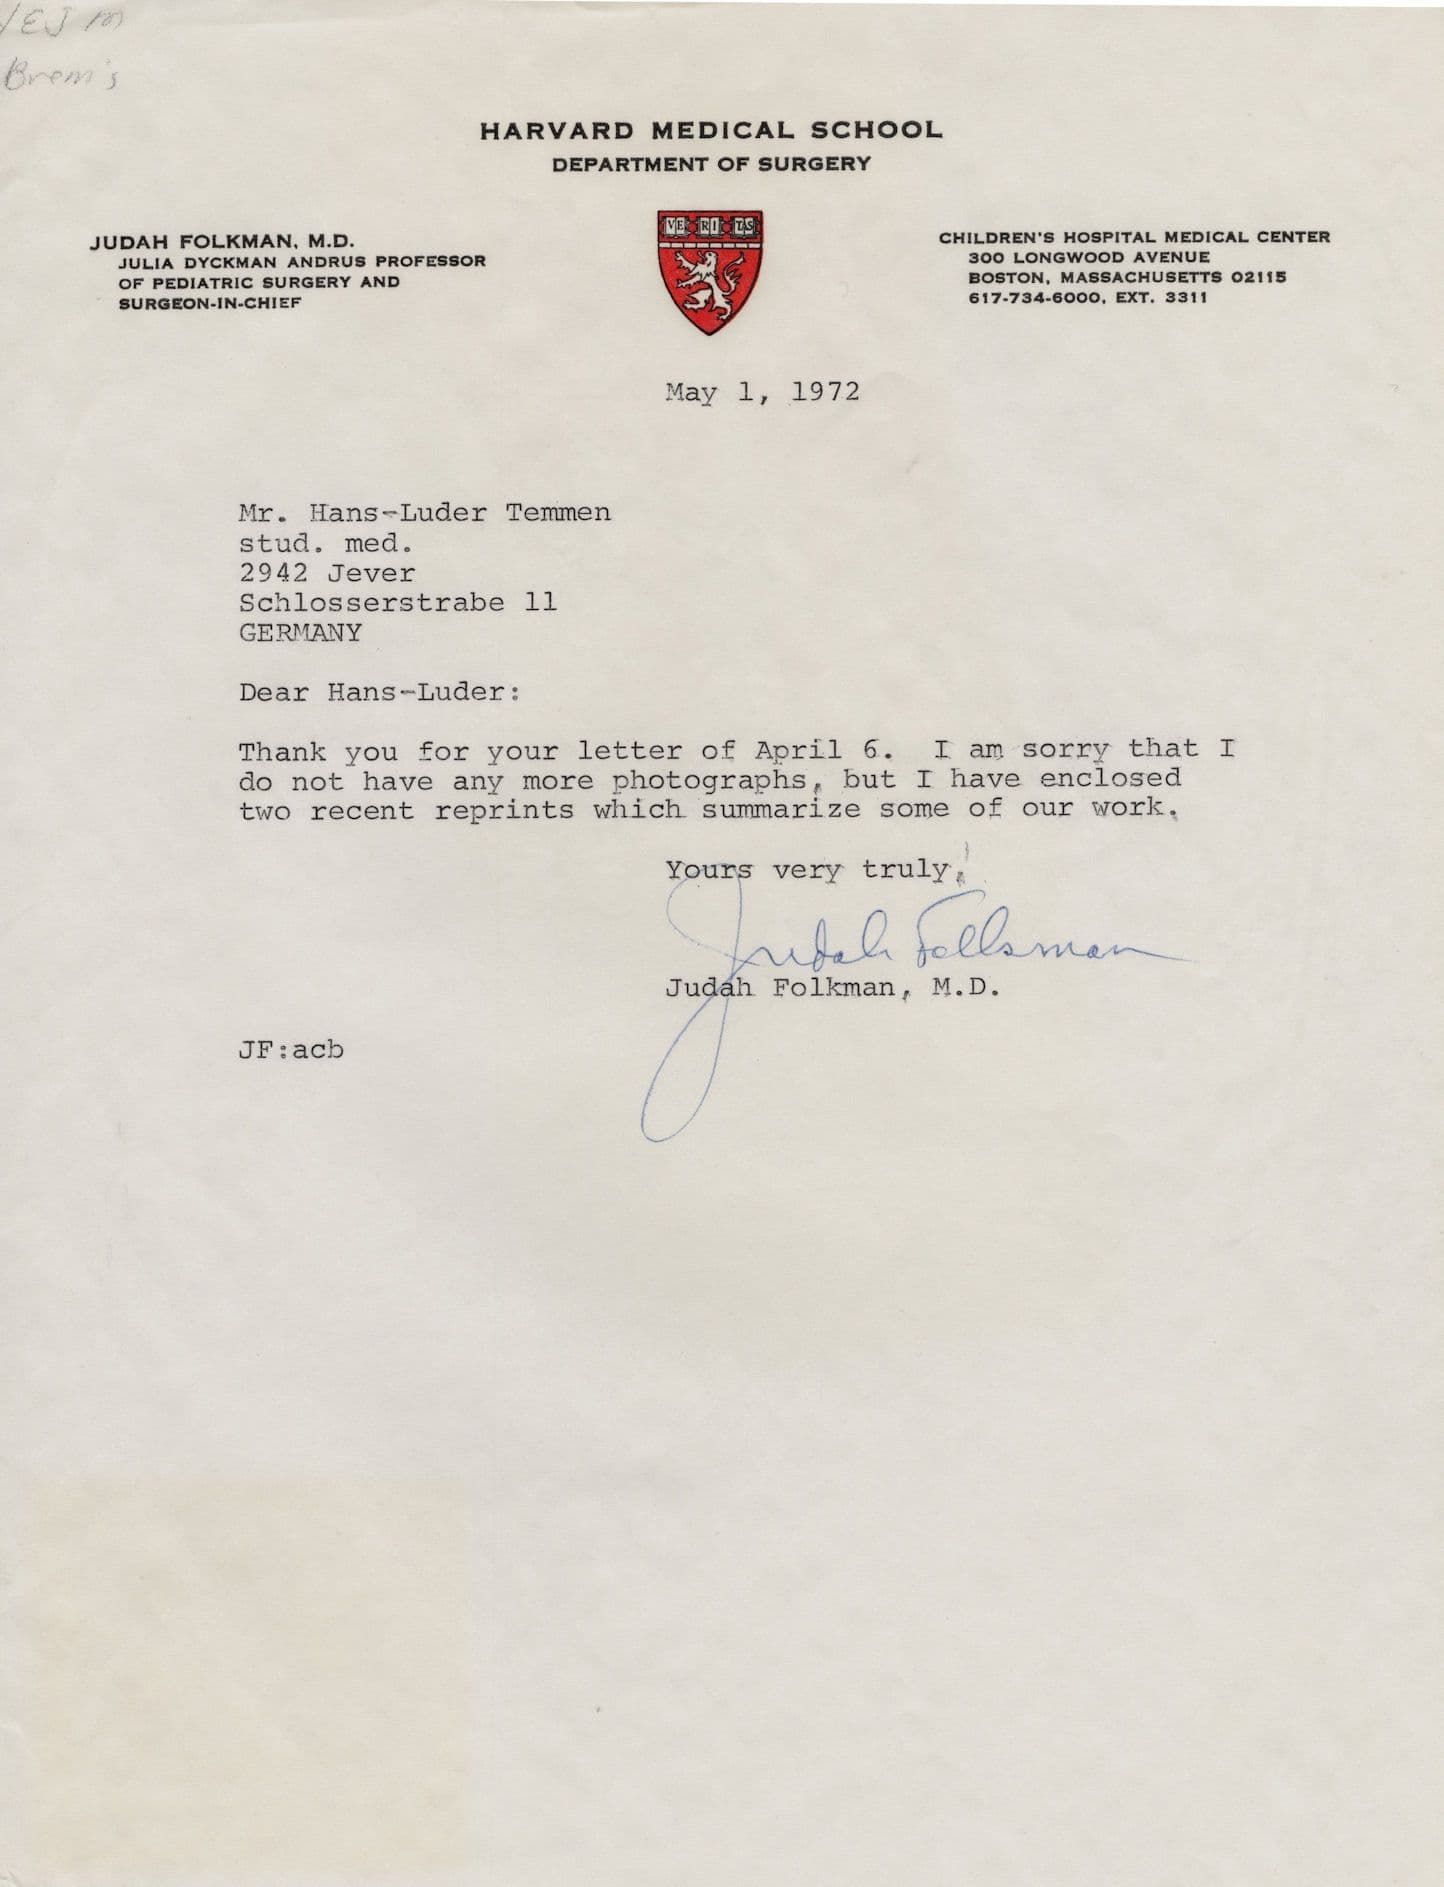 Brem's
HARVARD MEDICAL SCHOOL
DEPARTMENT OF SURGERY
JUDAH FOLKMAN, M.D.
JULIA DYCKMAN ANDRUS PROFESSOR
OF PEDIATRIC SURGERY AND
SURGEON-IN-CHIEF
VE RI TAS
CHILDREN'S HOSPITAL MEDICAL CENTER
300 LONGWOOD AVENUE
BOSTON, MASSACHUSETTS 02115
617-734-6000, EXT. 3311
May 1, 1972
Mr. Hans-Luder Temmen
stud. med.
2942 Jever
Schlosserstrabe 11
GERMANY
Dear Hans-Luder:
Thank you for your letter of April 6. I am sorry that I
do not have any more photographs, but I have enclosed
two recent reprints which summarize some of our work.
Yours very truly,
Judah Folkman
Judah Folkman, M.D.
JF:acb